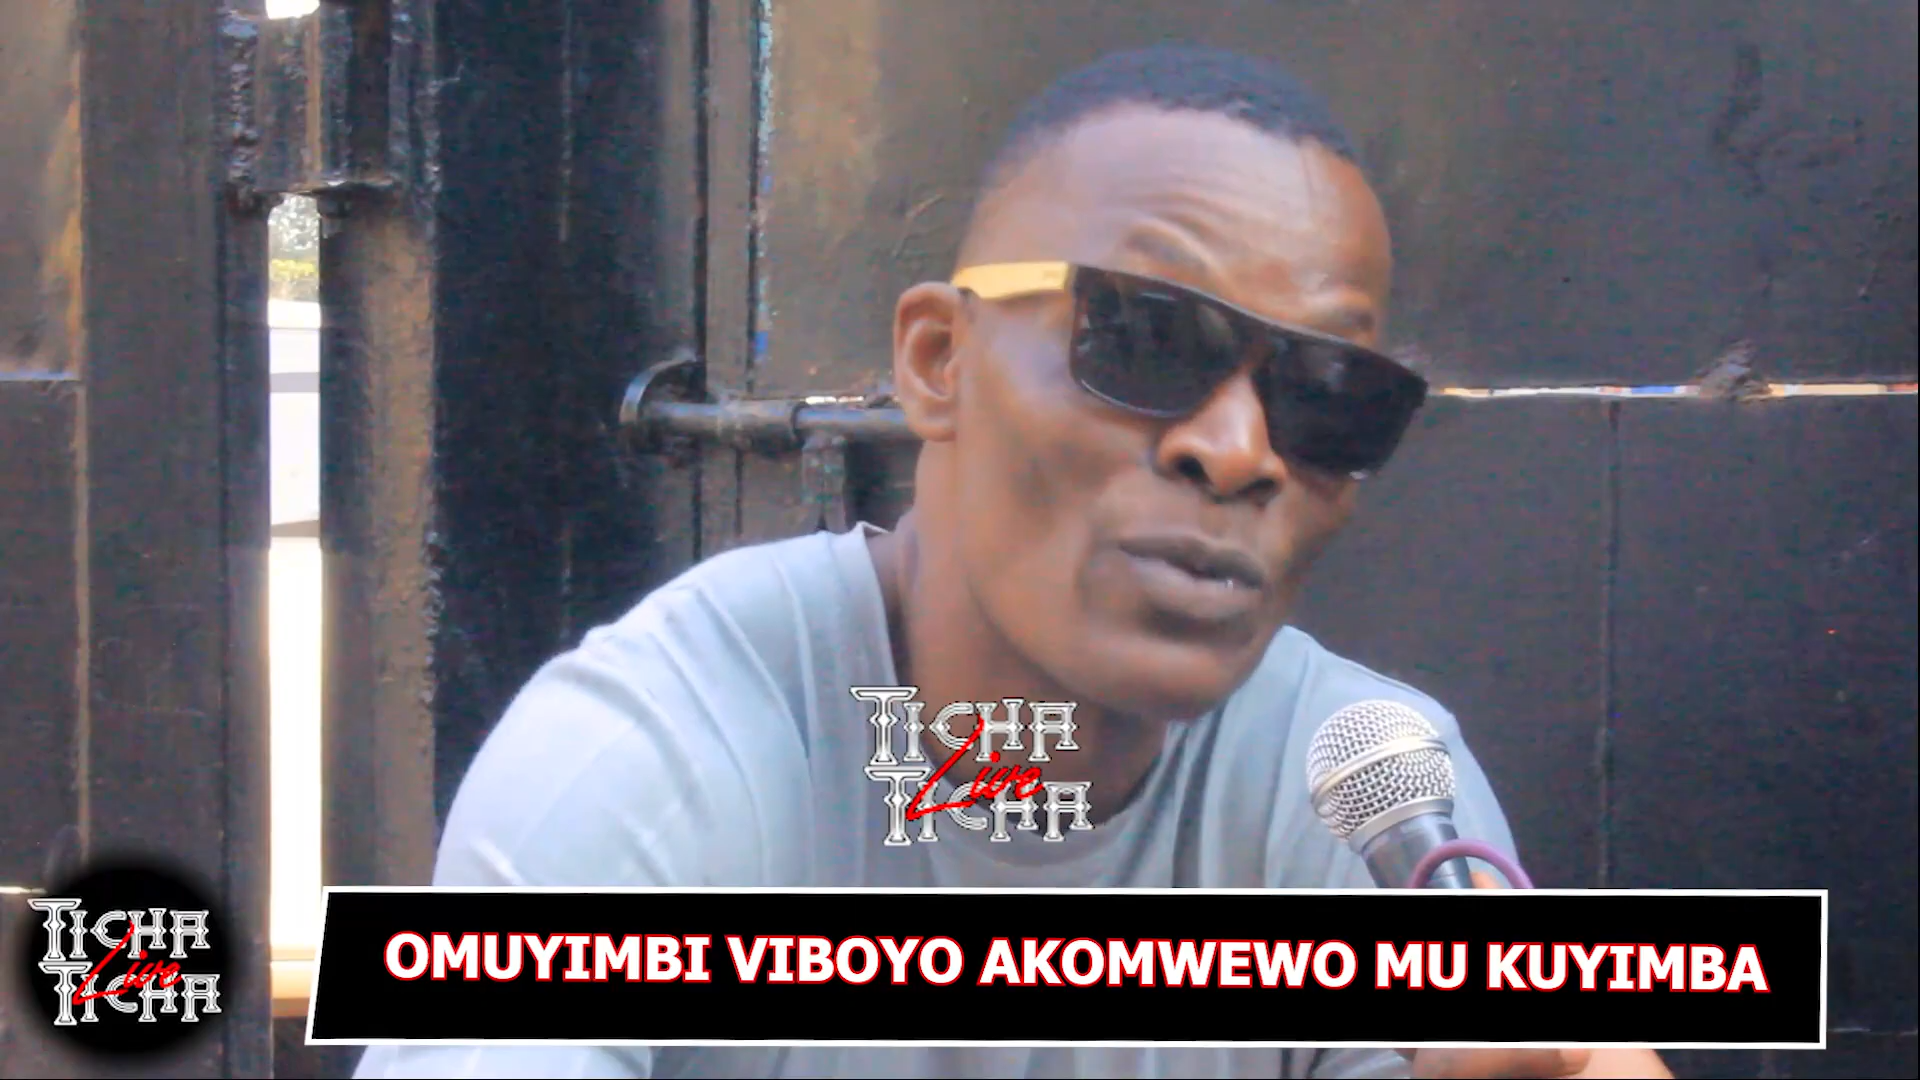 TICHA
Live
TICHA
TICHA
Live
TICHA
OMUYIMBI VIBOYO AKOMWEWO MU KUYIMBA